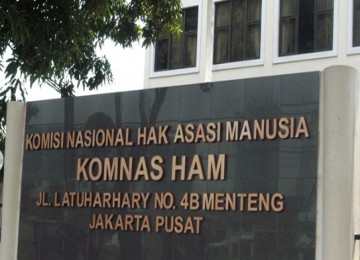 KOMISI NASIONAL HAK ASASI MANUSIA
KOMNAS HAM
JL. LATUHARHARY NO. 4B MENTENG
JAKARTA PUSAT